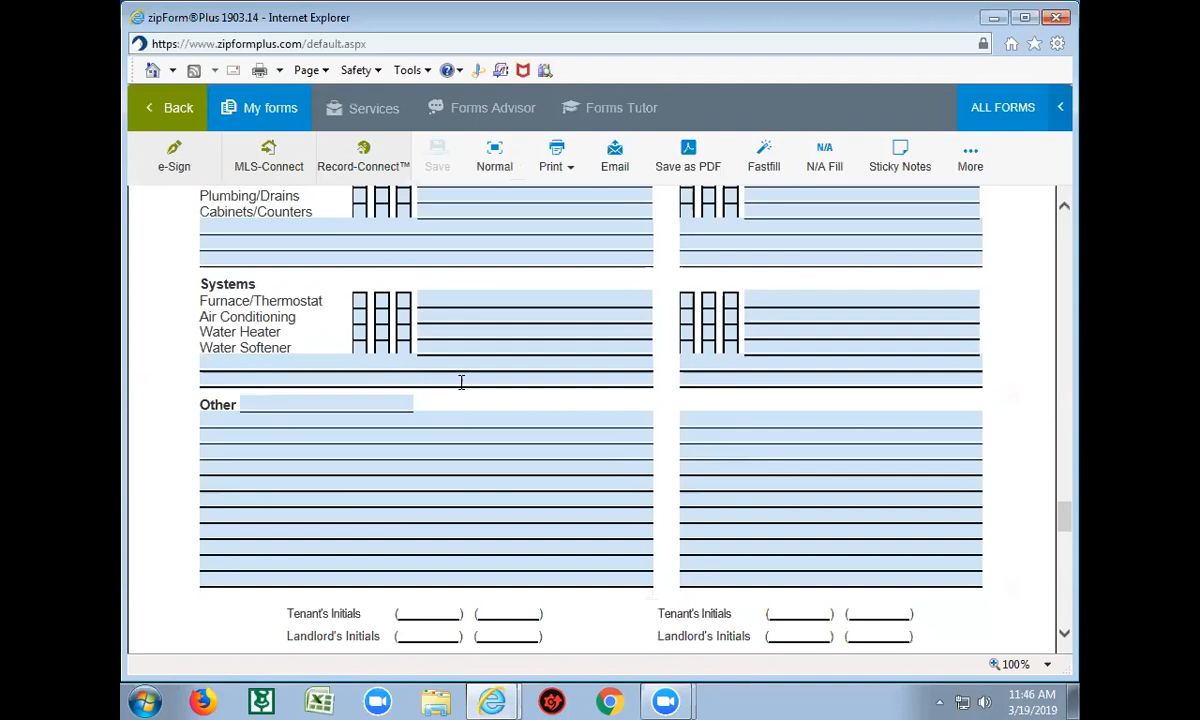 zipForm®Plus 1903.14 - Internet Explorer
https://www.zipformplus.com/default.aspx
Page Safety Tools
Back My forms Services Forms Advisor Forms Tutor ALL FORMS
N/A
e-Sign MLS-Connect Record-Connect™ Save Normal Print Email Save as PDF Fastfill N/A Fill Sticky Notes More
Plumbing/Drains
Cabinets/Counters
Systems
Furnace/Thermostat
Air Conditioning
Water Heater
Water Softener
Other
Tenant's Initials ( ) ( ) Tenant's Initials ( ) ( )
Landlord's Initials ( ) ( ) Landlord's Initials ( ) ( )
100%
11:46 AM
3/19/2019